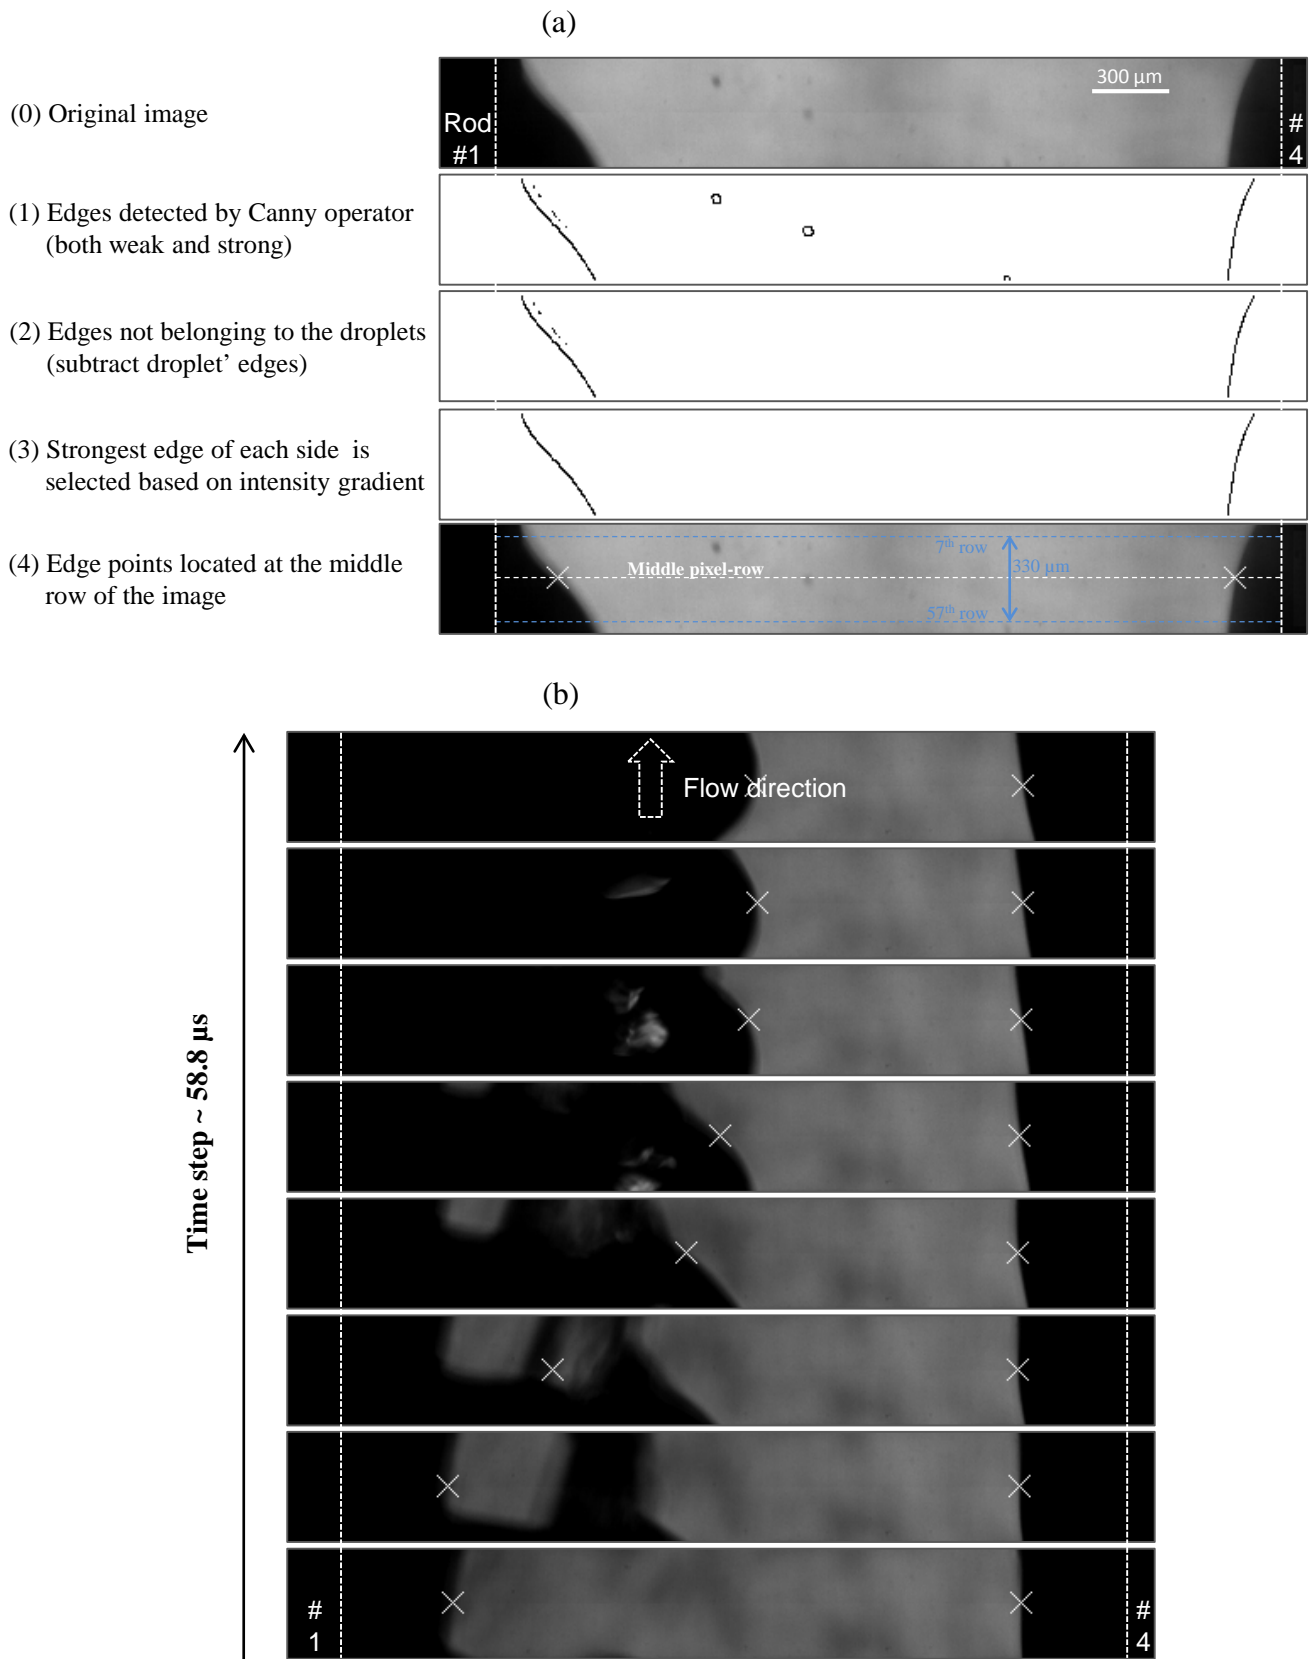 (a)
(0) Original image
300 µm
Rod
#1
#
4
(1) Edges detected by Canny operator
(both weak and strong)
(2) Edges not belonging to the droplets
(subtract droplet’ edges)
(3) Strongest edge of each side is
selected based on intensity gradient
(4) Edge points located at the middle
row of the image
7th row
330 µm
Middle pixel-row
57th row
(b)
Flow direction
Time step ~ 58.8 µs
#
1
#
4